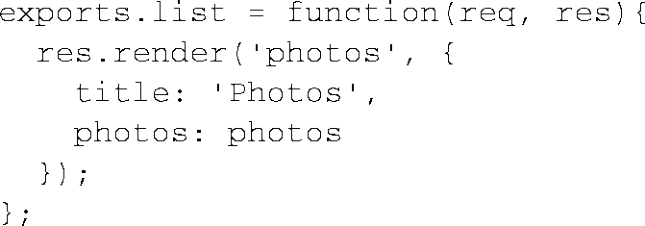 exports.list = function(req, res){
  res.render('photos', {
    title: 'Photos',
    photos: photos
  });
};